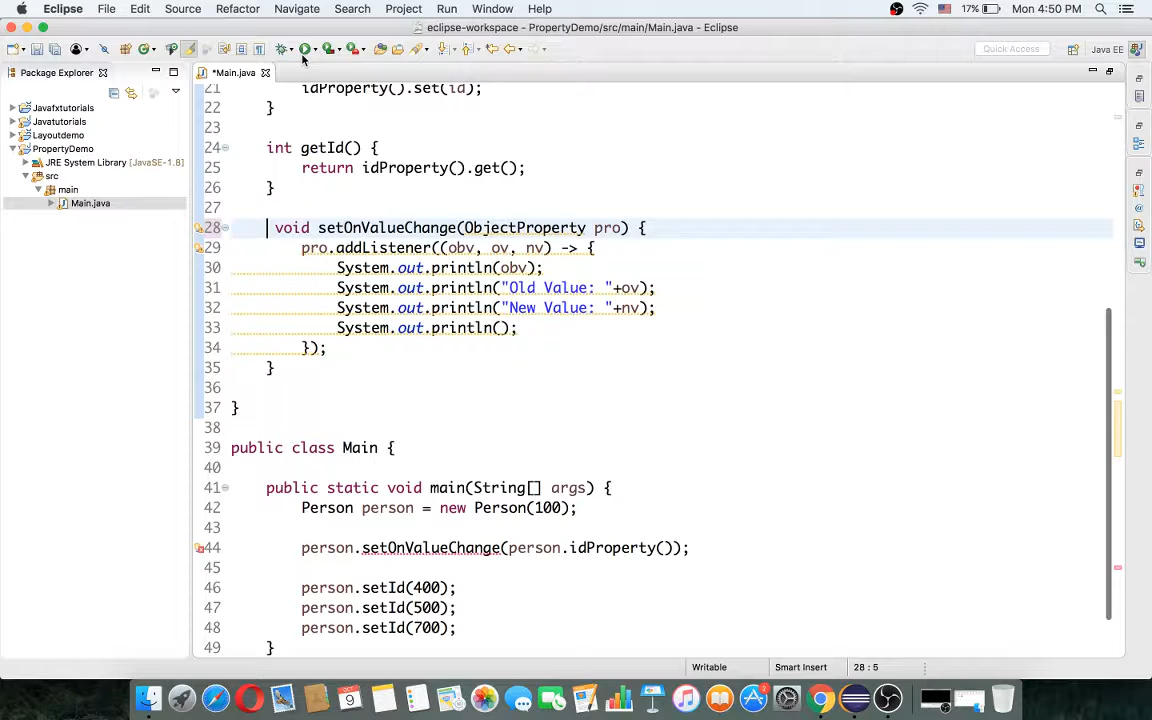 Eclipse File Edit Source Refactor Navigate Search Project Run Window Help 17% Mon 4:50 PM
eclipse-workspace - PropertyDemo/src/main/Main.java - Eclipse
Quick Access Java EE
Package Explorer *Main.java
Javafxtutorials
Javatutorials
Layoutdemo
PropertyDemo
JRE System Library [JavaSE-1.8]
src
main
Main.java
21 idProperty().set(id);
22 }
23
24 int getId() {
25 return idProperty().get();
26 }
27
28 void setOnValueChange(ObjectProperty pro) {
29 pro.addListener((obv, ov, nv) -> {
30 System.out.println(obv);
31 System.out.println("Old Value: "+ov);
32 System.out.println("New Value: "+nv);
33 System.out.println();
34 });
35 }
36
37 }
38
39 public class Main {
40
41 public static void main(String[] args) {
42 Person person = new Person(100);
43
44 person.setOnValueChange(person.idProperty());
45
46 person.setId(400);
47 person.setId(500);
48 person.setId(700);
49 }
Writable Smart Insert 28 : 5
OCT 9 2